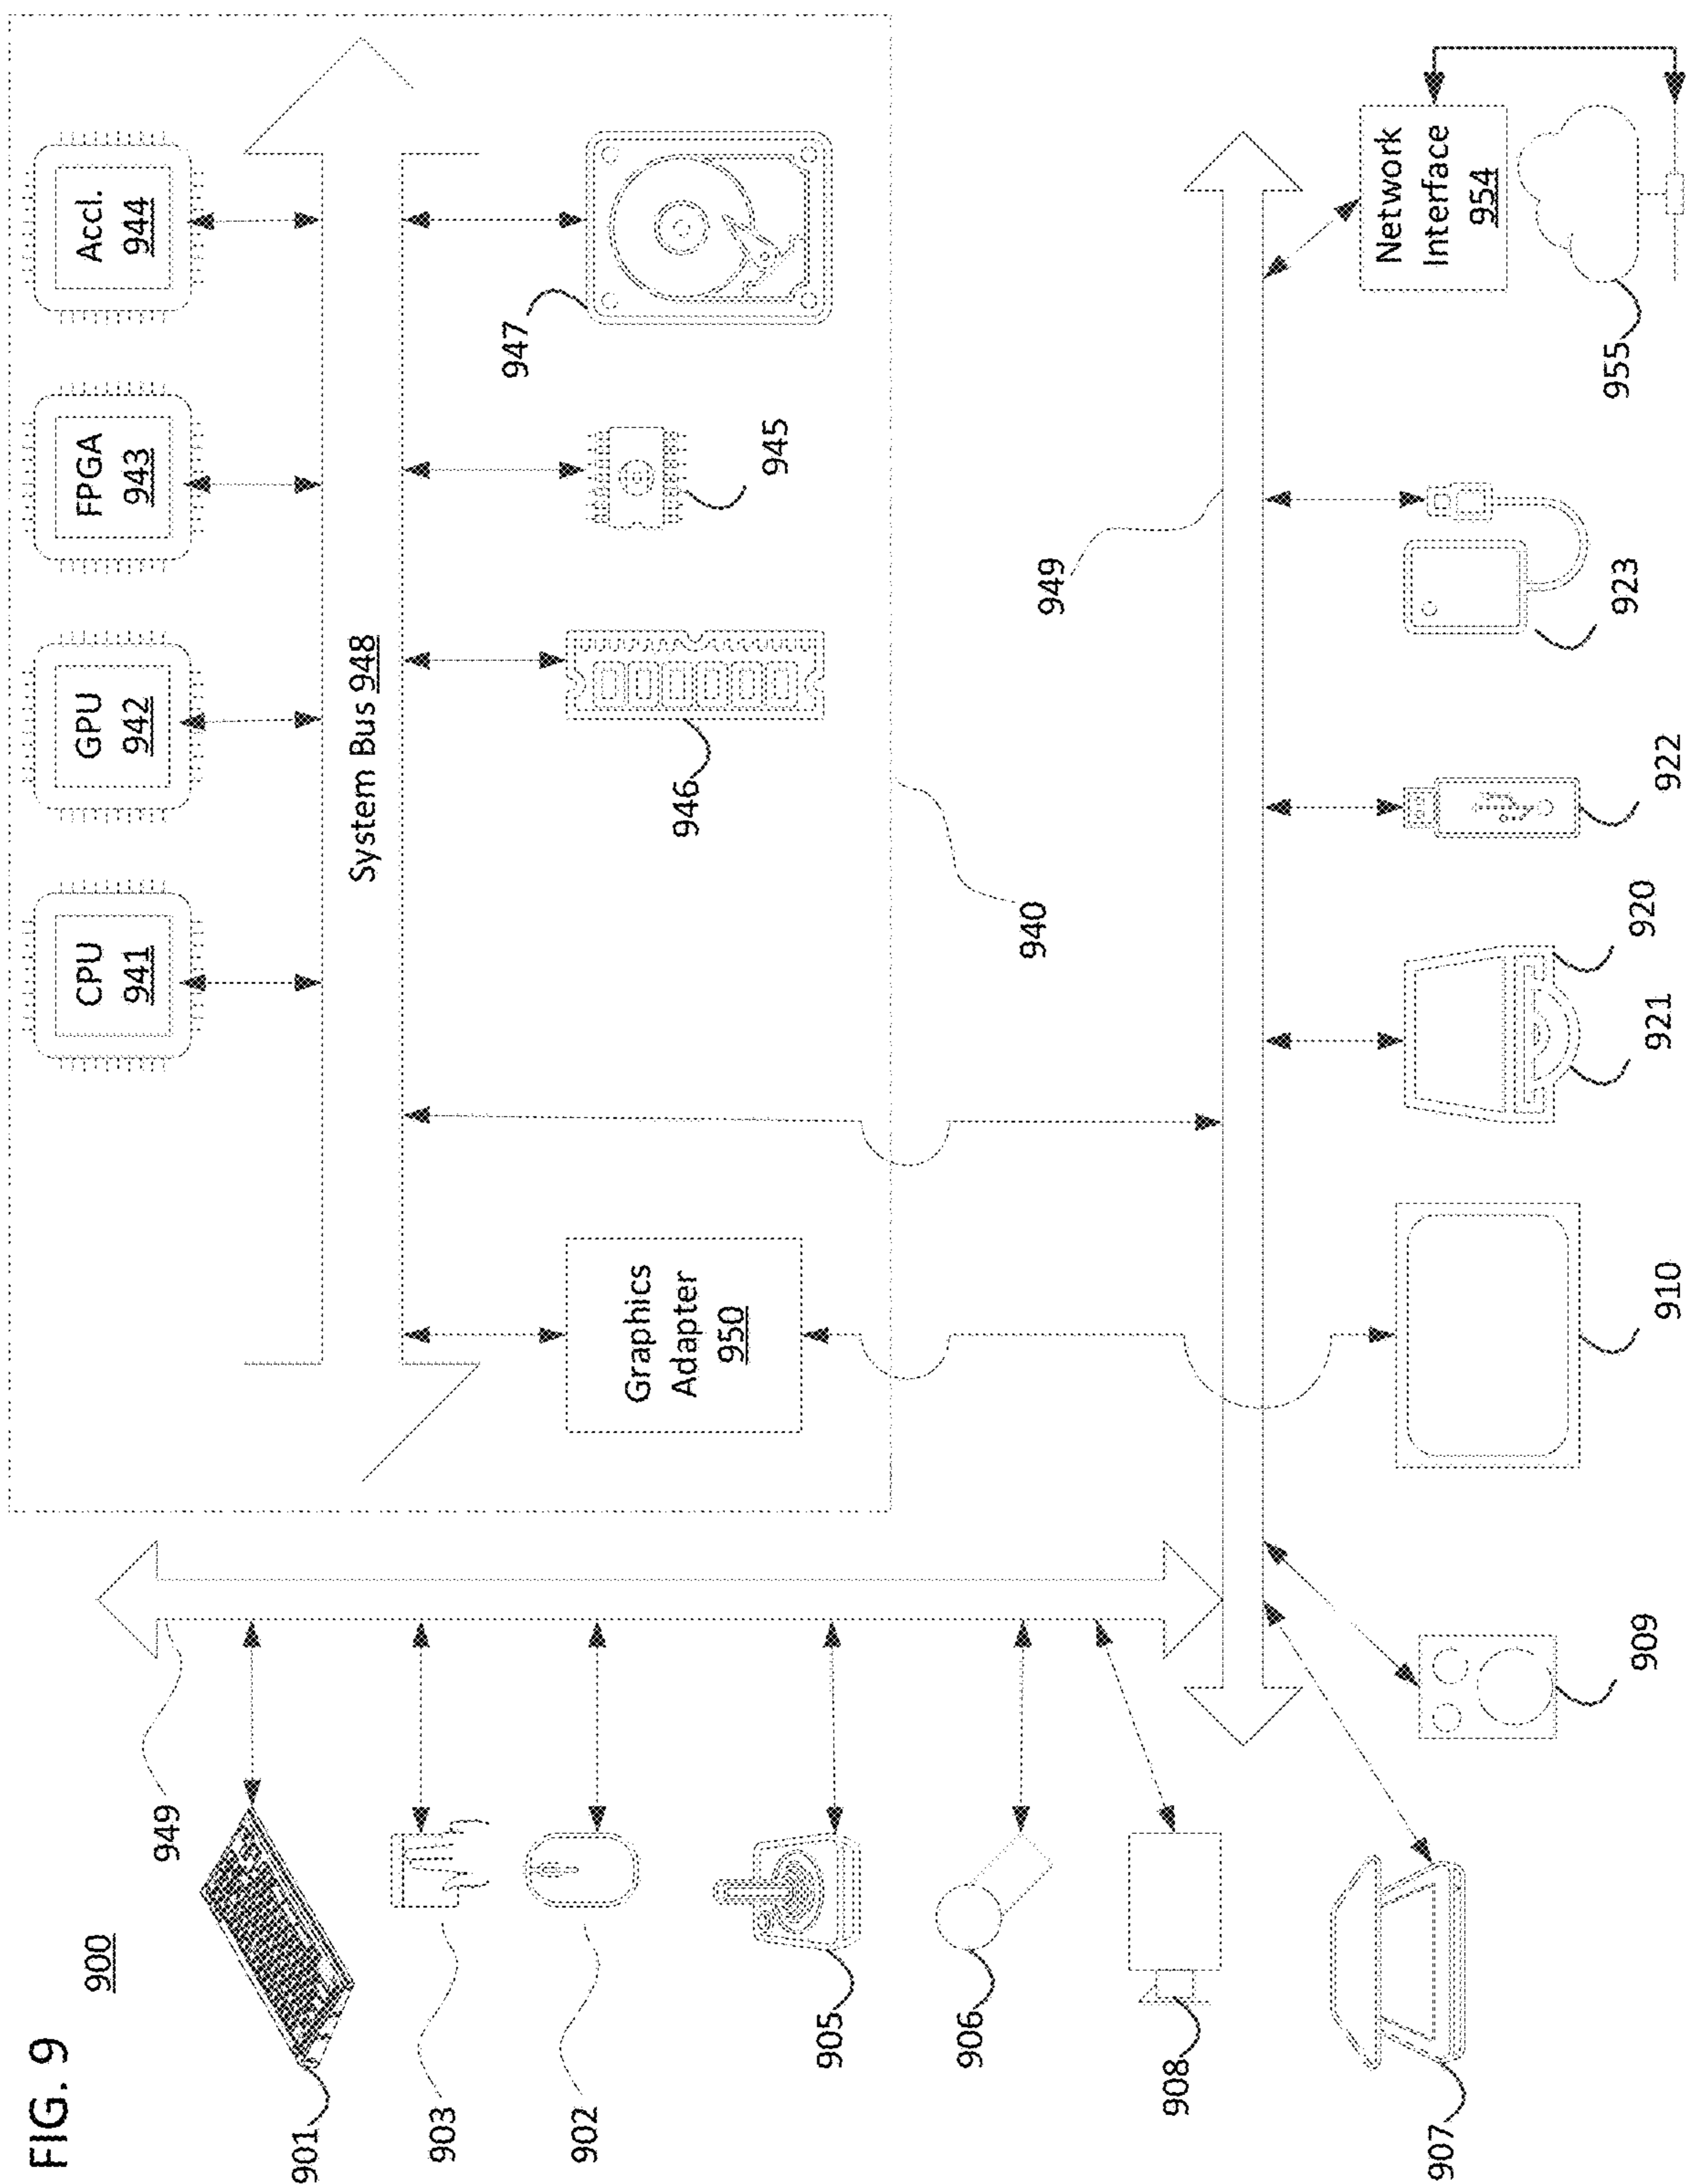 FIG. 9
900
CPU
941
GPU
942
FPGA
943
Accl.
944
System Bus 948
Graphics
Adapter
950
946
945
947
940
949
901
903
902
905
906
908
907
909
910
949
920
921
922
923
Network
Interface
954
955